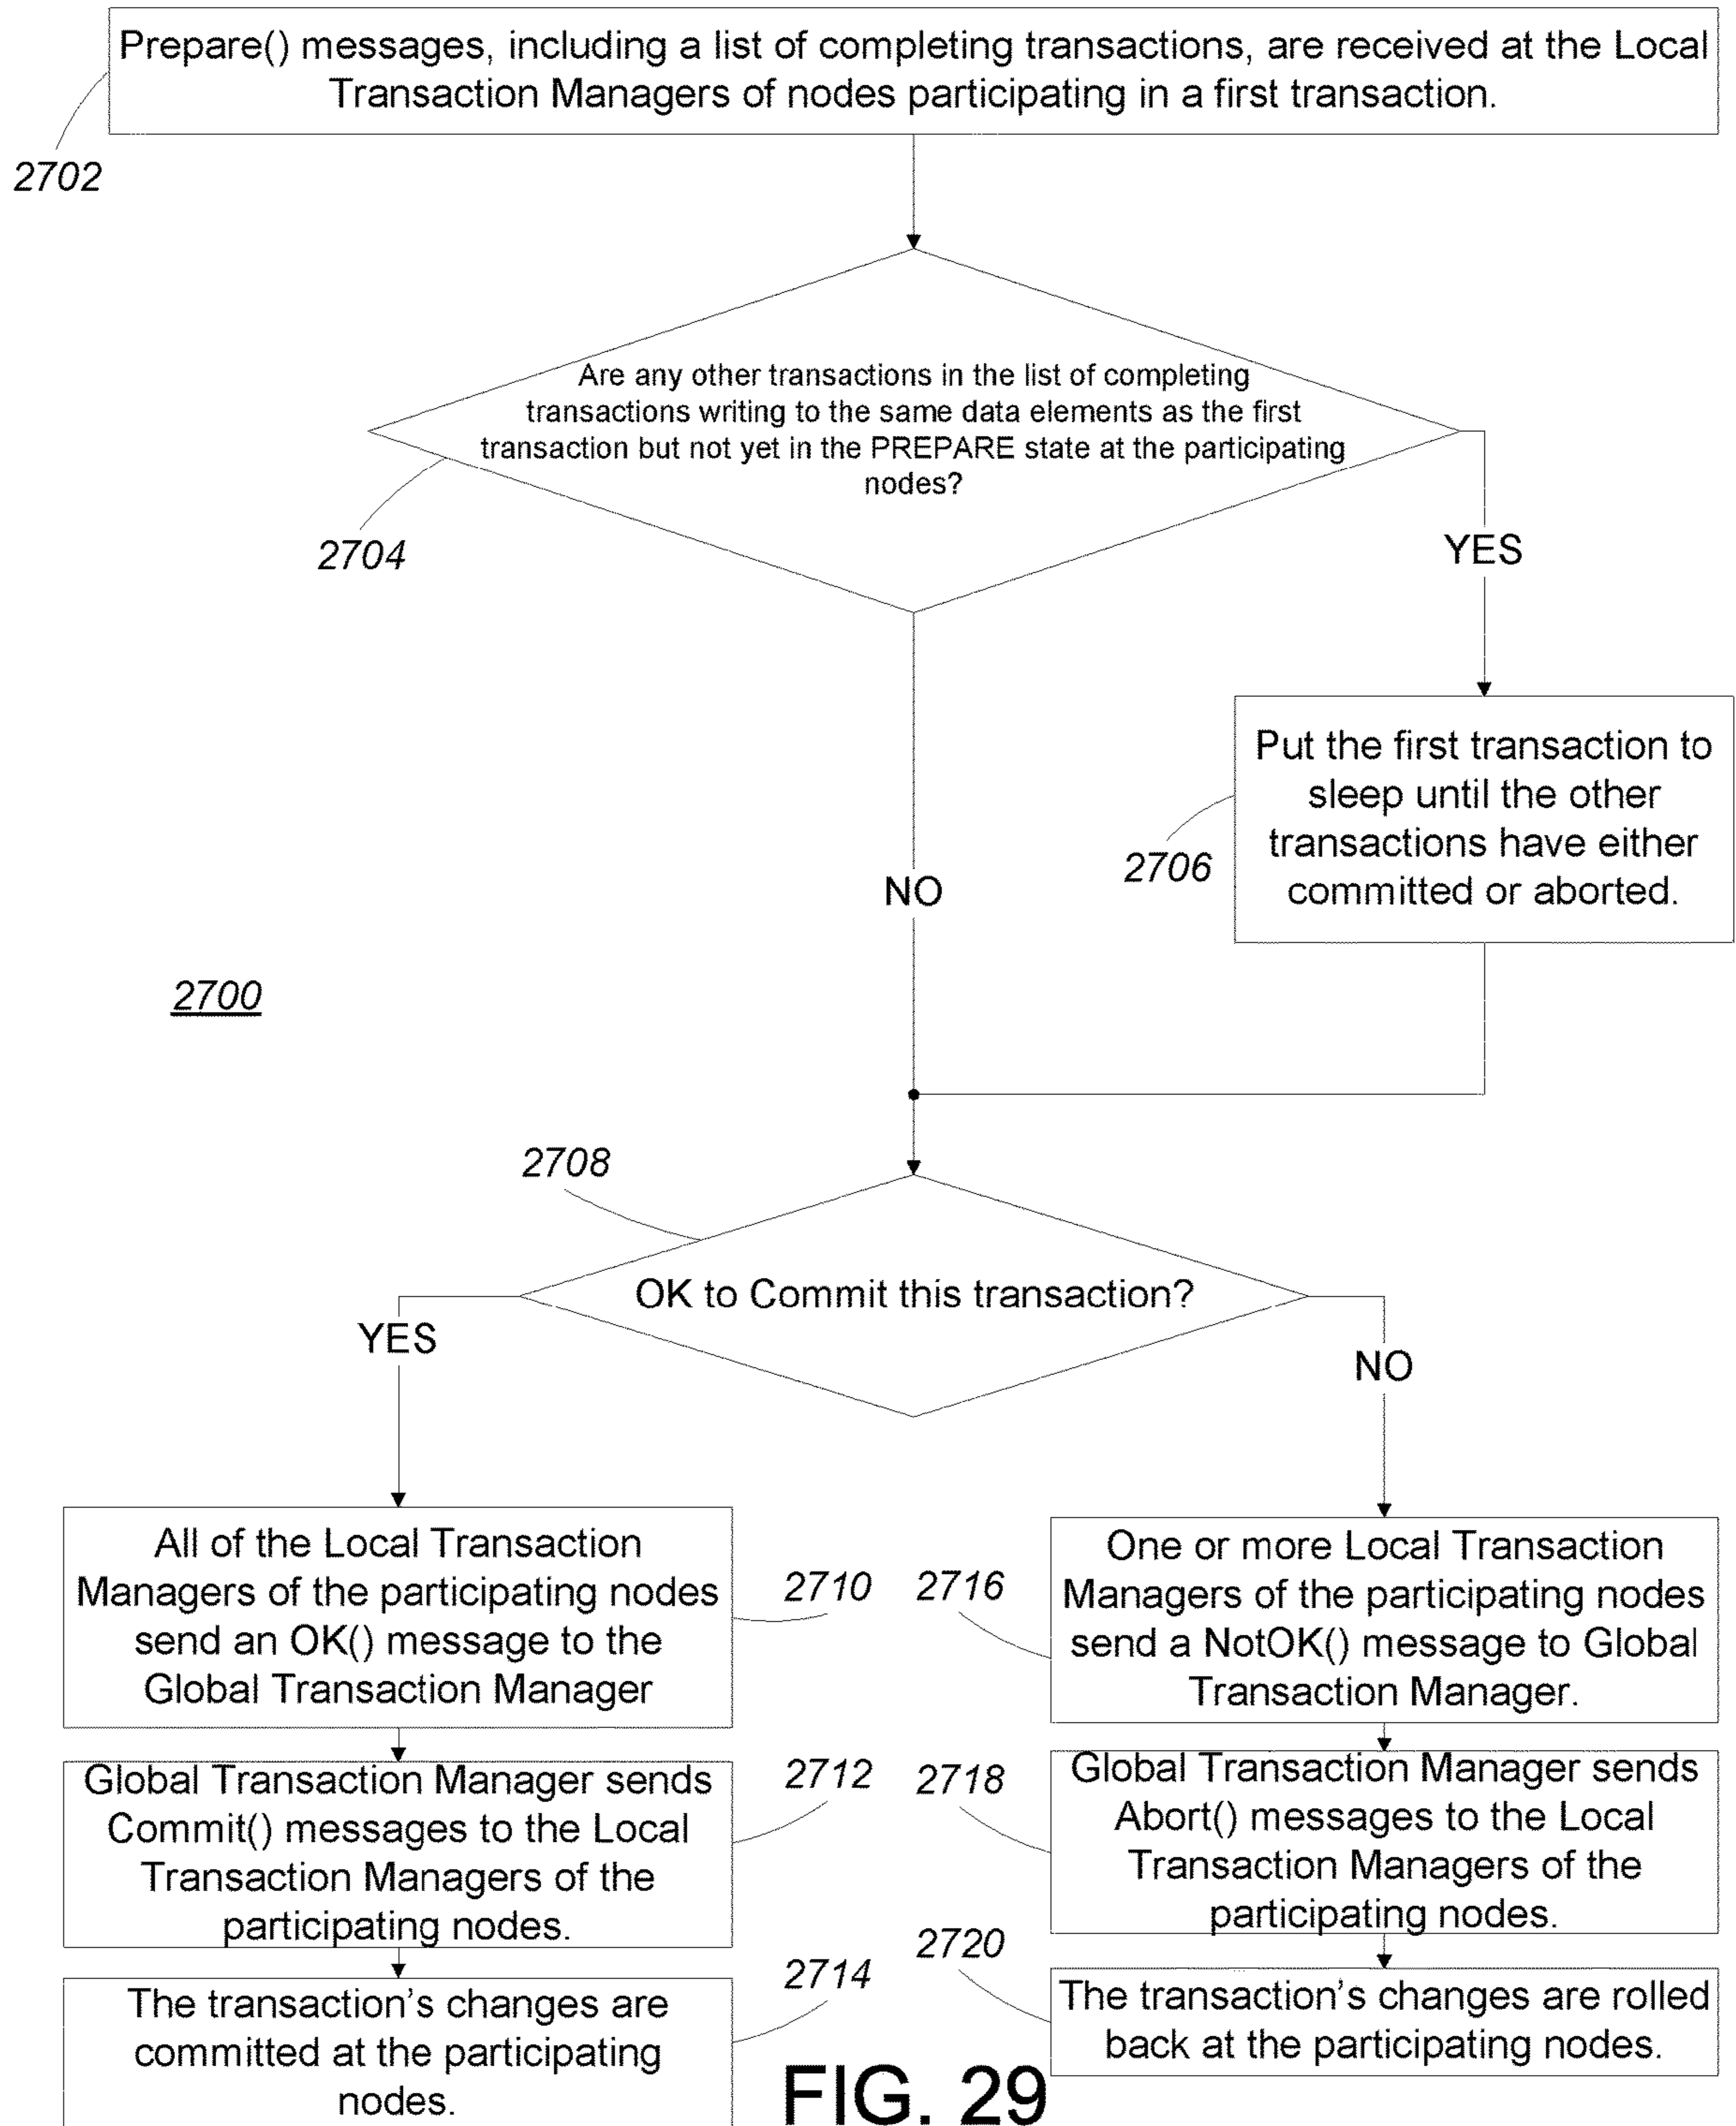 Prepare() messages, including a list of completing transactions, are received at the Local
Transaction Managers of nodes participating in a first transaction.
2702
Are any other transactions in the list of completing
transactions writing to the same data elements as the first
transaction but not yet in the PREPARE state at the participating
nodes?
2704
YES
Put the first transaction to
sleep until the other
transactions have either
committed or aborted.
2706
NO
2700
2708
OK to Commit this transaction?
YES
NO
All of the Local Transaction
Managers of the participating nodes
send an OK() message to the
Global Transaction Manager
2710
2716
One or more Local Transaction
Managers of the participating nodes
send a NotOK() message to Global
Transaction Manager.
Global Transaction Manager sends
Commit() messages to the Local
Transaction Managers of the
participating nodes.
2712
2718
Global Transaction Manager sends
Abort() messages to the Local
Transaction Managers of the
participating nodes.
The transaction's changes are
committed at the participating
nodes.
2714
2720
The transaction's changes are rolled
back at the participating nodes.
FIG. 29